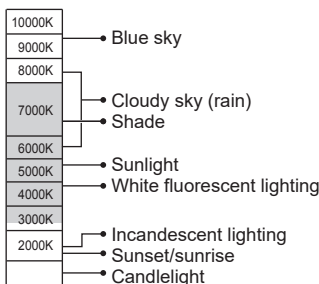 10000K
9000K
Blue sky
8000K
7000K
Cloudy sky (rain)
Shade
6000K
5000K
Sunlight
4000K
White fluorescent lighting
3000K
2000K
Incandescent lighting
Sunset/sunrise
Candlelight